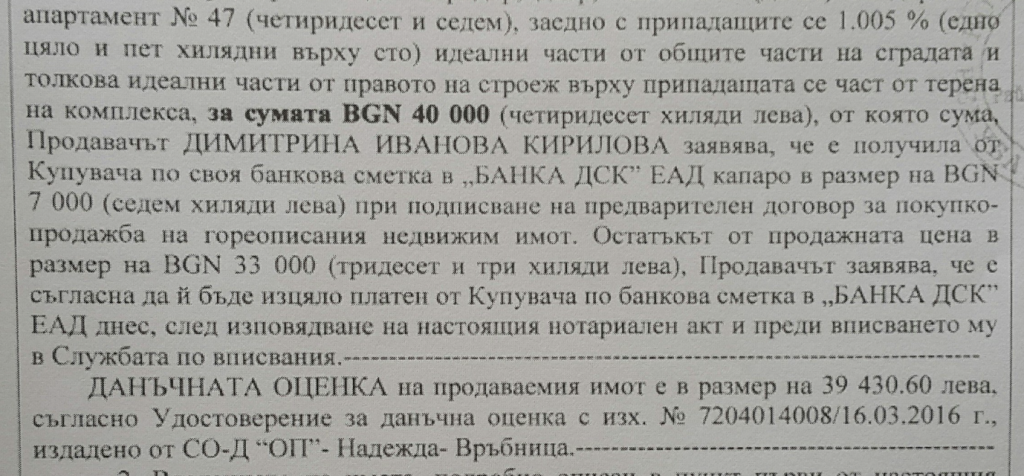 апартамент № 47 (четиридесет и седем), заедно с припадащите се 1.005 % (едно
цяло и пет хилядни върху сто) идеални части от общите части на сградата и
толкова идеални части от правото на строеж върху припадащата се част от терена
на комплекса, за сумата BGN 40 000 (четиридесет хиляди лева), от която сума,
Продавачът ДИМИТРИНА ИВАНОВА КИРИЛОВА заявява, че е получила от
Купувача по своя банкова сметка в „БАНКА ДСК" ЕАД капаро в размер на BGN
7 000 (седем хиляди лева) при подписване на предварителен договор за покупко-
продажба на гореописания недвижим имот. Остатъкът от продажната цена в
размер на BGN 33 000 (тридесет и три хиляди лева), Продавачът заявява, че е
съгласна да й бъде изцяло платен от Купувача по банкова сметка в „БАНКА ДСК"
ЕАД днес, след изповядване на настоящия нотариален акт и преди вписването му
в Службата по вписвания.-----------------------------------------------------------------
ДАНЪЧНАТА ОЦЕНКА на продаваемия имот е в размер на 39 430.60 лева,
съгласно Удостоверение за данъчна оценка с изх. № 7204014008/16.03.2016 г.,
издадено от СО-Д “ОП”- Надежда- Връбница.-------------------------------------------